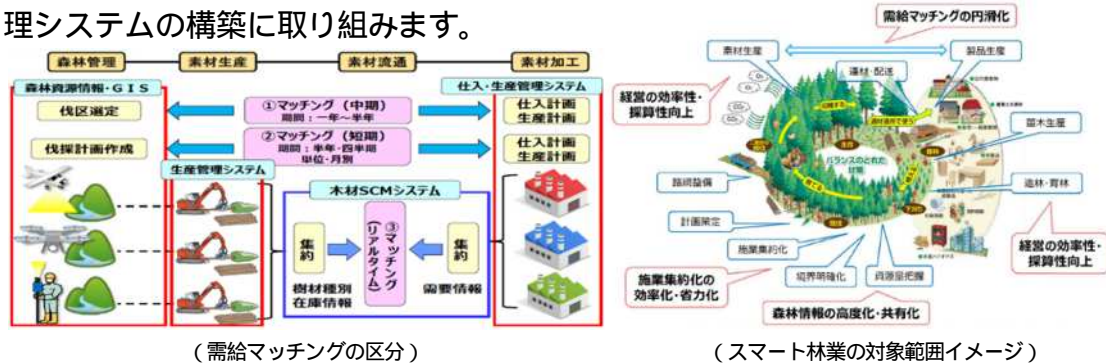 理システムの構築に取り組みます。
森林管理
素材生産
素材流通
素材加工
森林資源情報・GIS
仕入・生産管理システム
伐区選定
①マッチング（中期）
期間：一年～半年
仕入計画
生産計画
伐採計画作成
②マッチング（短期）
期間：半年・四半期
単位・月別
仕入計画
生産計画
生産管理システム
木材SCMシステム
集約
③マッチング
（リアルタイム）
集約
樹材種別
在庫情報
需要情報
（需給マッチングの区分）
需給マッチングの円滑化
素材生産
製品生産
運材・配送
経営の効率性・
採算性向上
苗木生産
バランスのとれた
路網整備
造林・育林
計画策定
施業集約化
境界明確化
資源量把握
経営の効率性・
採算性向上
施業集約化の
効率化・省力化
森林情報の高度化・共有化
（スマート林業の対象範囲イメージ）